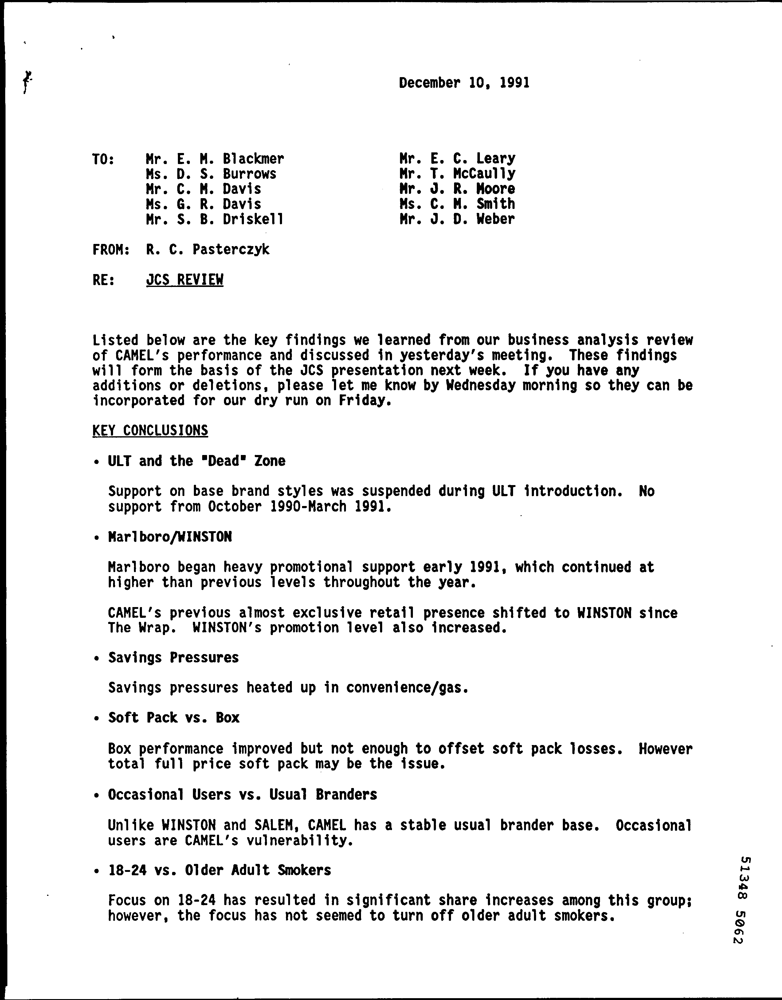 December 10, 1991
TO: Mr. E. M. Blackmer Mr. E. C. Leary
Ms. D. S. Burrows Mr. T. McCaully
Mr. C. M. Davis Mr. J. R. Moore
Ms. G. R. Davis Ms. C. M. Smith
Mr. S. B. Driskell Mr. J. D. Weber
FROM: R. C. Pasterczyk
RE: JCS REVIEW
Listed below are the key findings we learned from our business analysis review
of CAMEL's performance and discussed in yesterday's meeting. These findings
will form the basis of the JCS presentation next week. If you have any
additions or deletions, please let me know by Wednesday morning so they can be
incorporated for our dry run on Friday.
KEY CONCLUSIONS
• ULT and the "Dead" Zone
Support on base brand styles was suspended during ULT introduction. No
support from October 1990-March 1991.
• Marlboro/WINSTON
Marlboro began heavy promotional support early 1991, which continued at
higher than previous levels throughout the year.
CAMEL's previous almost exclusive retail presence shifted to WINSTON since
The Wrap. WINSTON's promotion level also increased.
• Savings Pressures
Savings pressures heated up in convenience/gas.
• Soft Pack vs. Box
Box performance improved but not enough to offset soft pack losses. However
total full price soft pack may be the issue.
• Occasional Users vs. Usual Branders
Unlike WINSTON and SALEM, CAMEL has a stable usual brander base. Occasional
users are CAMEL's vulnerability.
• 18-24 vs. Older Adult Smokers
Focus on 18-24 has resulted in significant share increases among this group;
however, the focus has not seemed to turn off older adult smokers.
51348 5062